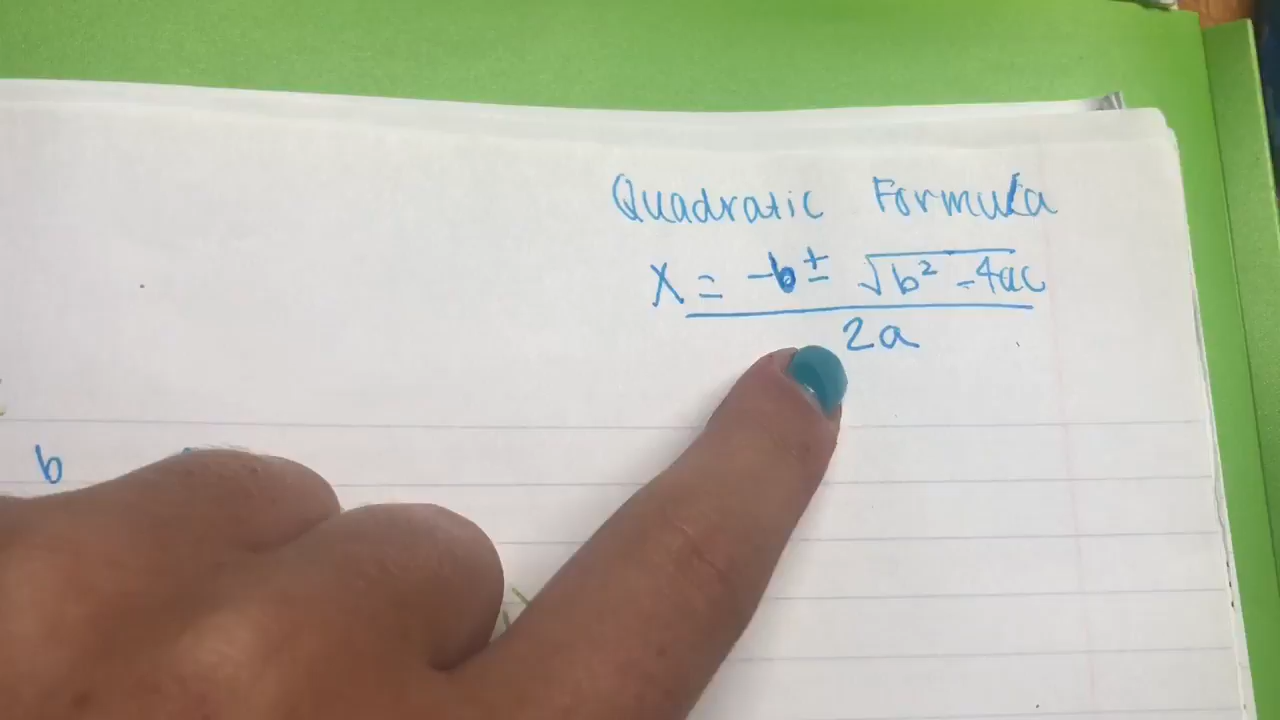 Quadratic Formula
x = -b ± √b² - 4ac
2a
b